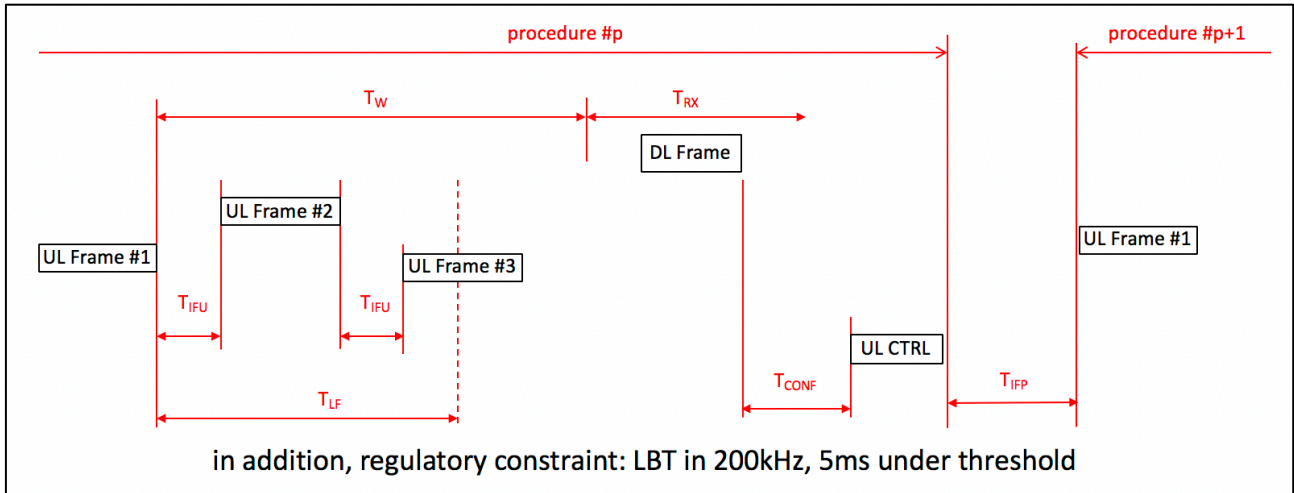 procedure #p
procedure #p+1
TW
TRX
DL Frame
UL Frame #2
UL Frame #1
UL Frame #3
UL Frame #1
TIFU
TIFU
UL CTRL
TCONF
TIFP
TLF
in addition, regulatory constraint: LBT in 200kHz, 5ms under threshold